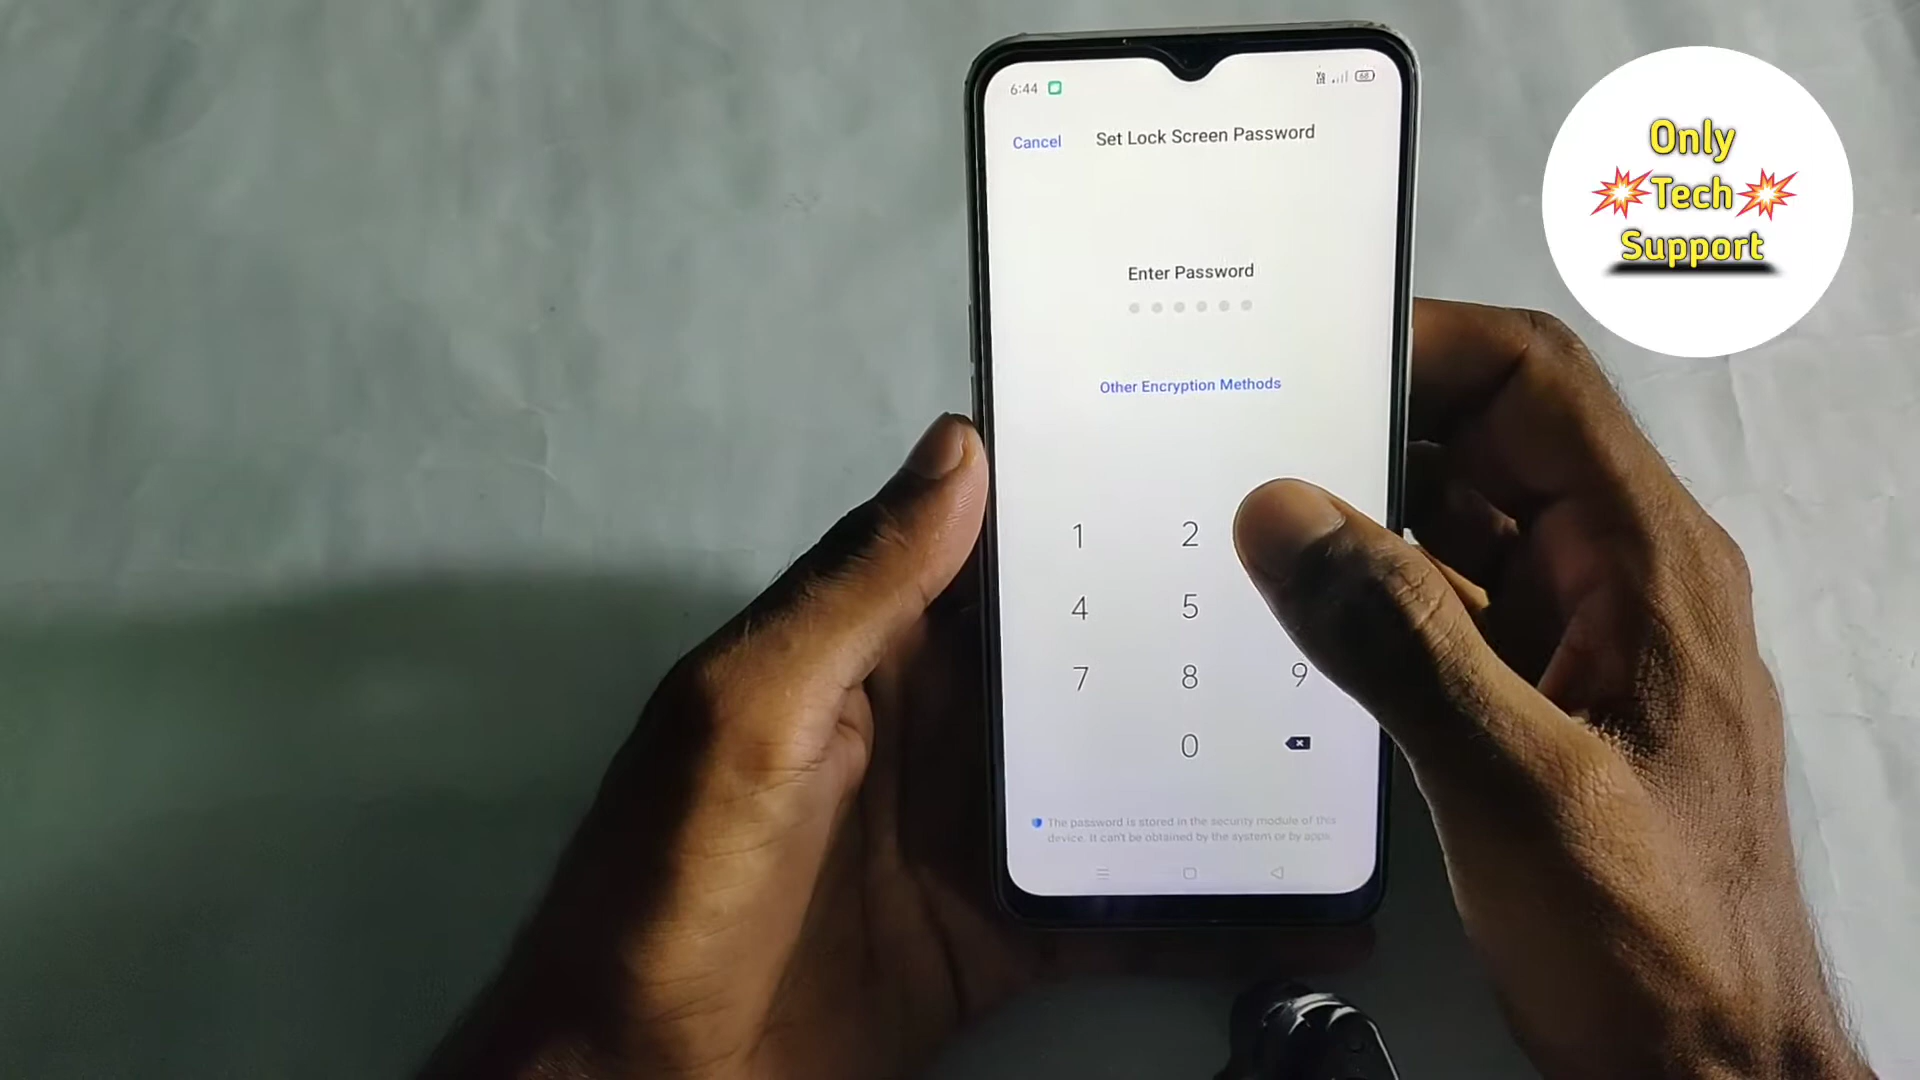 6:44
68
Cancel
Set Lock Screen Password
Enter Password
Other Encryption Methods
1 2
4 5
7 8 9
0
The password is stored in the security module of this
device. It can't be obtained by the system or by apps.
Only
Tech
Support